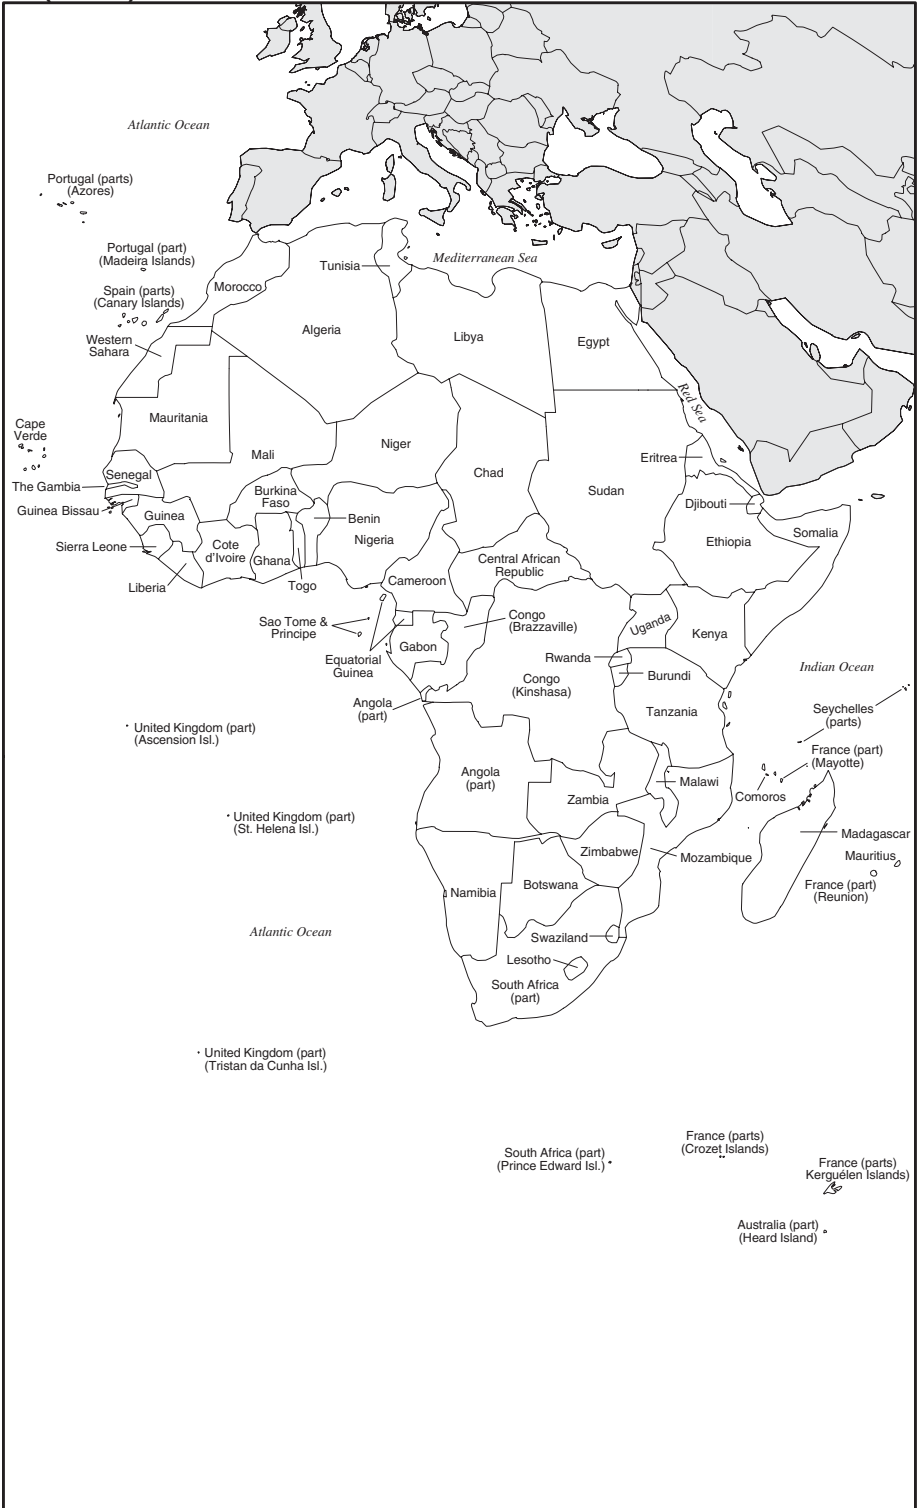 Atlantic Ocean
Portugal (parts)
(Azores)
Portugal (part)
(Madeira Islands)
Spain (parts)
(Canary Islands)
Mediterranean Sea
Tunisia
Morocco
Algeria
Libya
Egypt
Western
Sahara
Red Sea
Mauritania
Cape
Verde
Mali
Niger
Chad
Sudan
Eritrea
Senegal
The Gambia
Guinea Bissau
Guinea
Burkina
Faso
Benin
Nigeria
Djibouti
Somalia
Ethiopia
Sierra Leone
Cote
d'Ivoire
Ghana
Togo
Liberia
Cameroon
Central African
Republic
Sao Tome &
Principe
Equatorial
Guinea
Gabon
Congo
(Brazzaville)
Uganda
Kenya
Rwanda
Burundi
Congo
(Kinshasa)
Indian Ocean
Angola
(part)
Tanzania
Seychelles
(parts)
United Kingdom (part)
(Ascension Isl.)
France (part)
(Mayotte)
Angola
(part)
Malawi
Comoros
Zambia
United Kingdom (part)
(St. Helena Isl.)
Madagascar
Zimbabwe
Mozambique
Mauritius
Namibia
Botswana
France (part)
(Reunion)
Atlantic Ocean
Swaziland
Lesotho
South Africa
(part)
United Kingdom (part)
(Tristan da Cunha Isl.)
South Africa (part)
(Prince Edward Isl.)
France (parts)
(Crozet Islands)
France (parts)
Kerguélen Islands)
Australia (part)
(Heard Island)